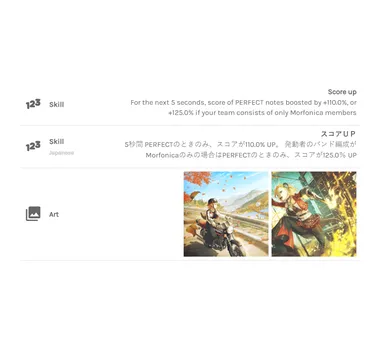 Score up
123 Skill For the next 5 seconds, score of PERFECT notes boosted by +110.0%, or
+125.0% if your team consists of only Morfonica members
スコアＵＰ
123 Skill 5秒間 PERFECTときのみ、スコアが110.0% UP、 発動者のバンド編成が
Japanese Morfonicaのみの場合はPERFECTときのみ、スコアが125.0% UP
Art